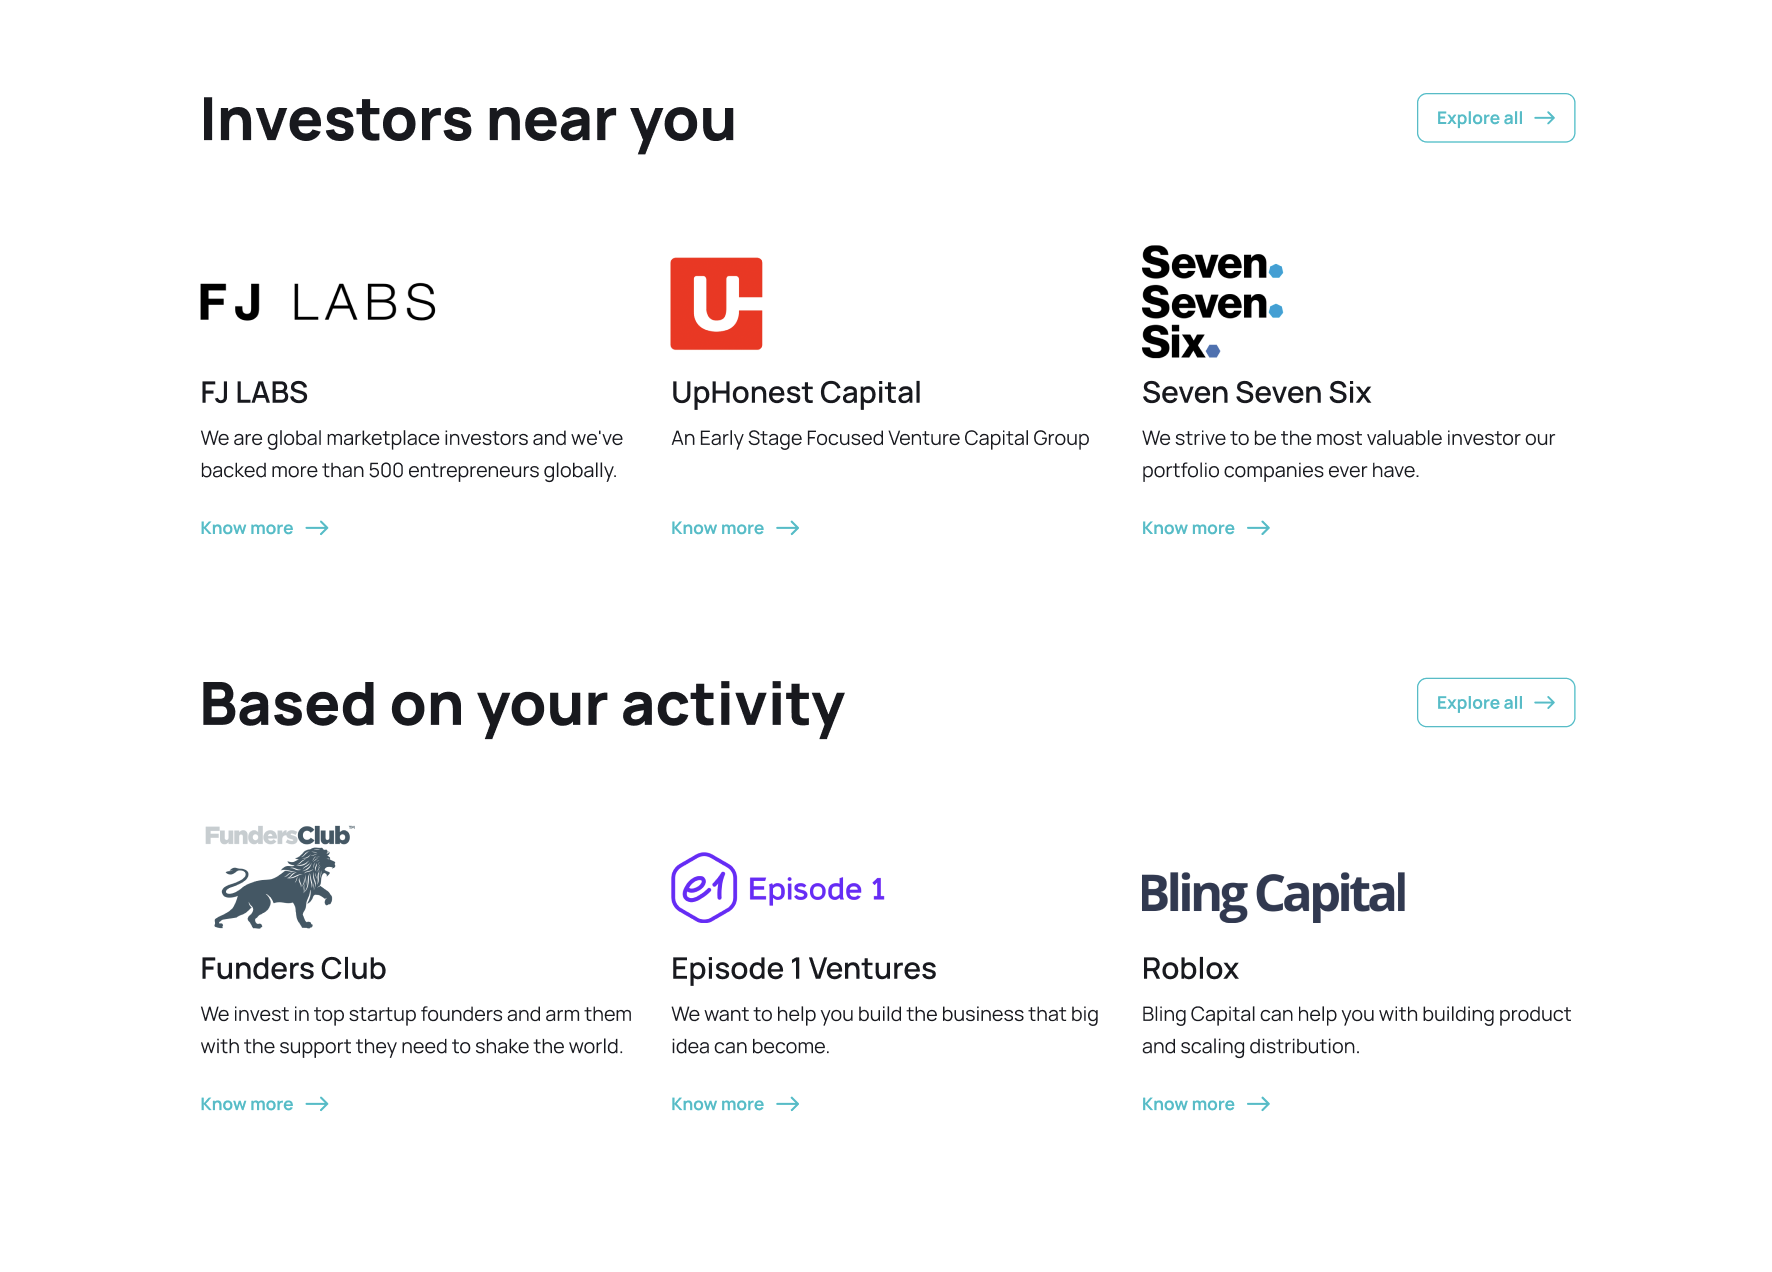 Investors near you
Explore all
FJ LABS
FJ LABS
We are global marketplace investors and we've
backed more than 500 entrepreneurs globally.
Know more
U
UpHonest Capital
An Early Stage Focused Venture Capital Group
Know more
Seven.
Seven.
Six.
Seven Seven Six
We strive to be the most valuable investor our
portfolio companies ever have.
Know more
Based on your activity
Explore all
FundersClub™
Funders Club
We invest in top startup founders and arm them
with the support they need to shake the world.
Know more
e1 Episode 1
Episode 1 Ventures
We want to help you build the business that big
idea can become.
Know more
Bling Capital
Roblox
Bling Capital can help you with building product
and scaling distribution.
Know more